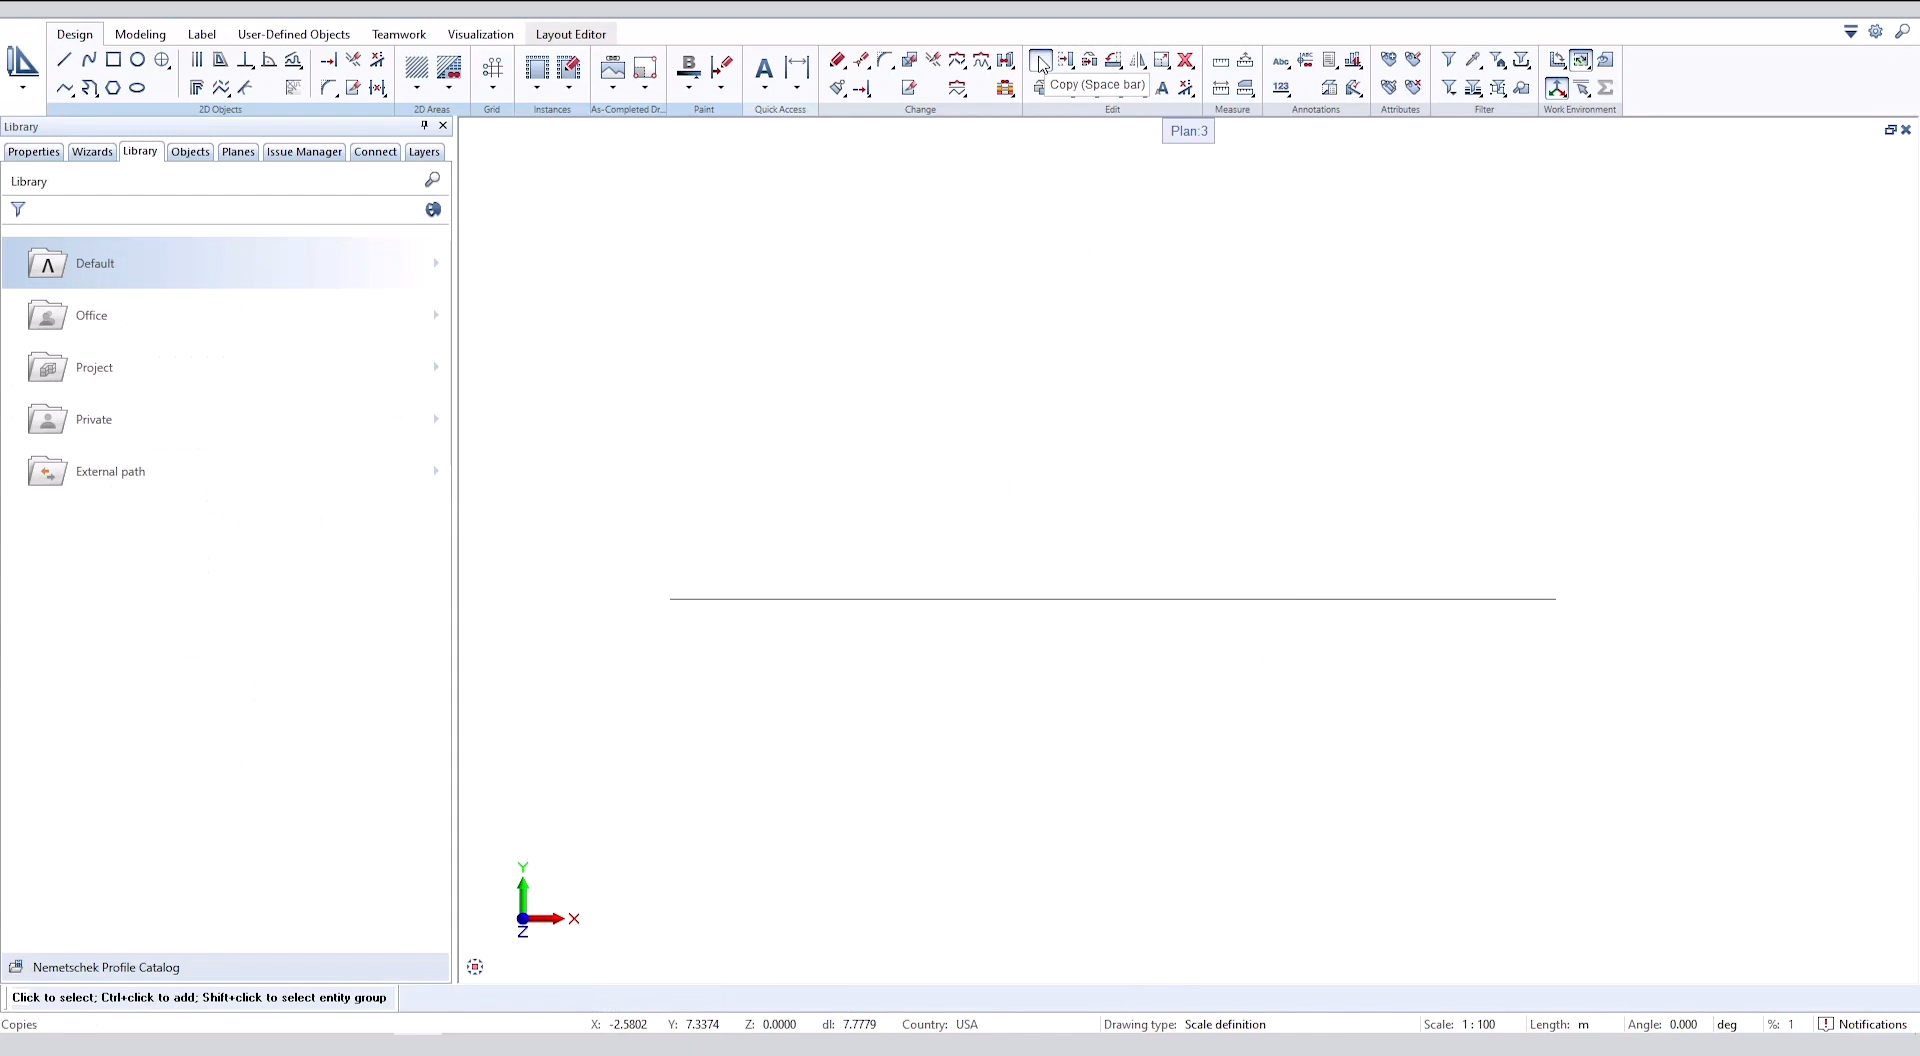 Design Modeling Label User-Defined Objects Teamwork Visualization Layout Editor
Abc ABC
B A A 123
2D Objects 2D Areas Grid Instances As-Completed Dr... Paint Quick Access Change Edit Measure Annotations Attributes Filter Work Environment
Copy (Space bar)
Library
Plan:3
Properties Wizards Library Objects Planes Issue Manager Connect Layers
Library
Default
Office
Project
Private
External path
Y
X
Z
Nemetschek Profile Catalog
Click to select; Ctrl+click to add; Shift+click to select entity group
Copies X: -2.5802 Y: 7.3374 Z: 0.0000 dl: 7.7779 Country: USA Drawing type: Scale definition Scale: 1 : 100 Length: m Angle: 0.000 deg %: 1 Notifications